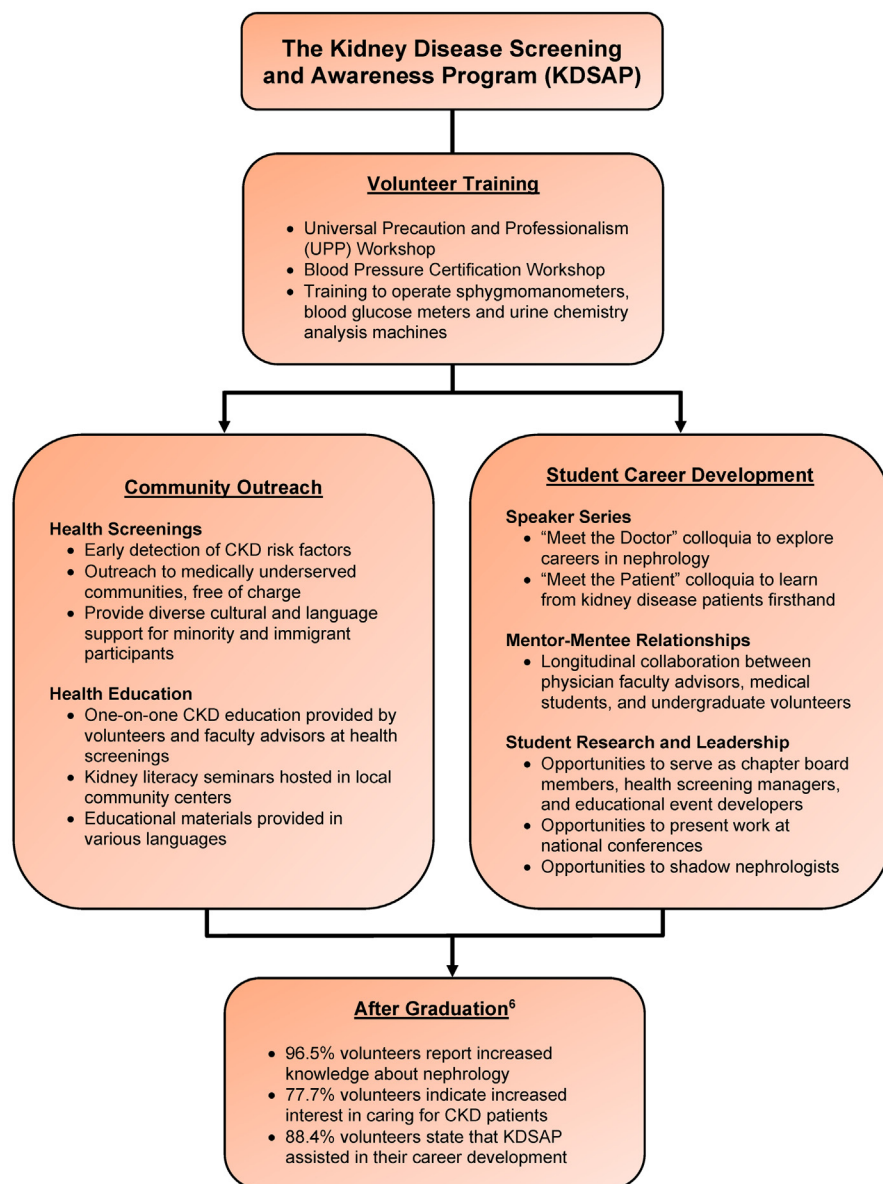 The Kidney Disease Screening
and Awareness Program (KDSAP)
Volunteer Training
• Universal Precaution and Professionalism
(UPP) Workshop
• Blood Pressure Certification Workshop
• Training to operate sphygmomanometers,
blood glucose meters and urine chemistry
analysis machines
Community Outreach
Health Screenings
• Early detection of CKD risk factors
• Outreach to medically underserved
communities, free of charge
• Provide diverse cultural and language
support for minority and immigrant
participants
Health Education
• One-on-one CKD education provided by
volunteers and faculty advisors at health
screenings
• Kidney literacy seminars hosted in local
community centers
• Educational materials provided in
various languages
Student Career Development
Speaker Series
• “Meet the Doctor” colloquia to explore
careers in nephrology
• “Meet the Patient” colloquia to learn
from kidney disease patients firsthand
Mentor-Mentee Relationships
• Longitudinal collaboration between
physician faculty advisors, medical
students, and undergraduate volunteers
Student Research and Leadership
• Opportunities to serve as chapter board
members, health screening managers,
and educational event developers
• Opportunities to present work at
national conferences
• Opportunities to shadow nephrologists
After Graduation⁶
• 96.5% volunteers report increased
knowledge about nephrology
• 77.7% volunteers indicate increased
interest in caring for CKD patients
• 88.4% volunteers state that KDSAP
assisted in their career development